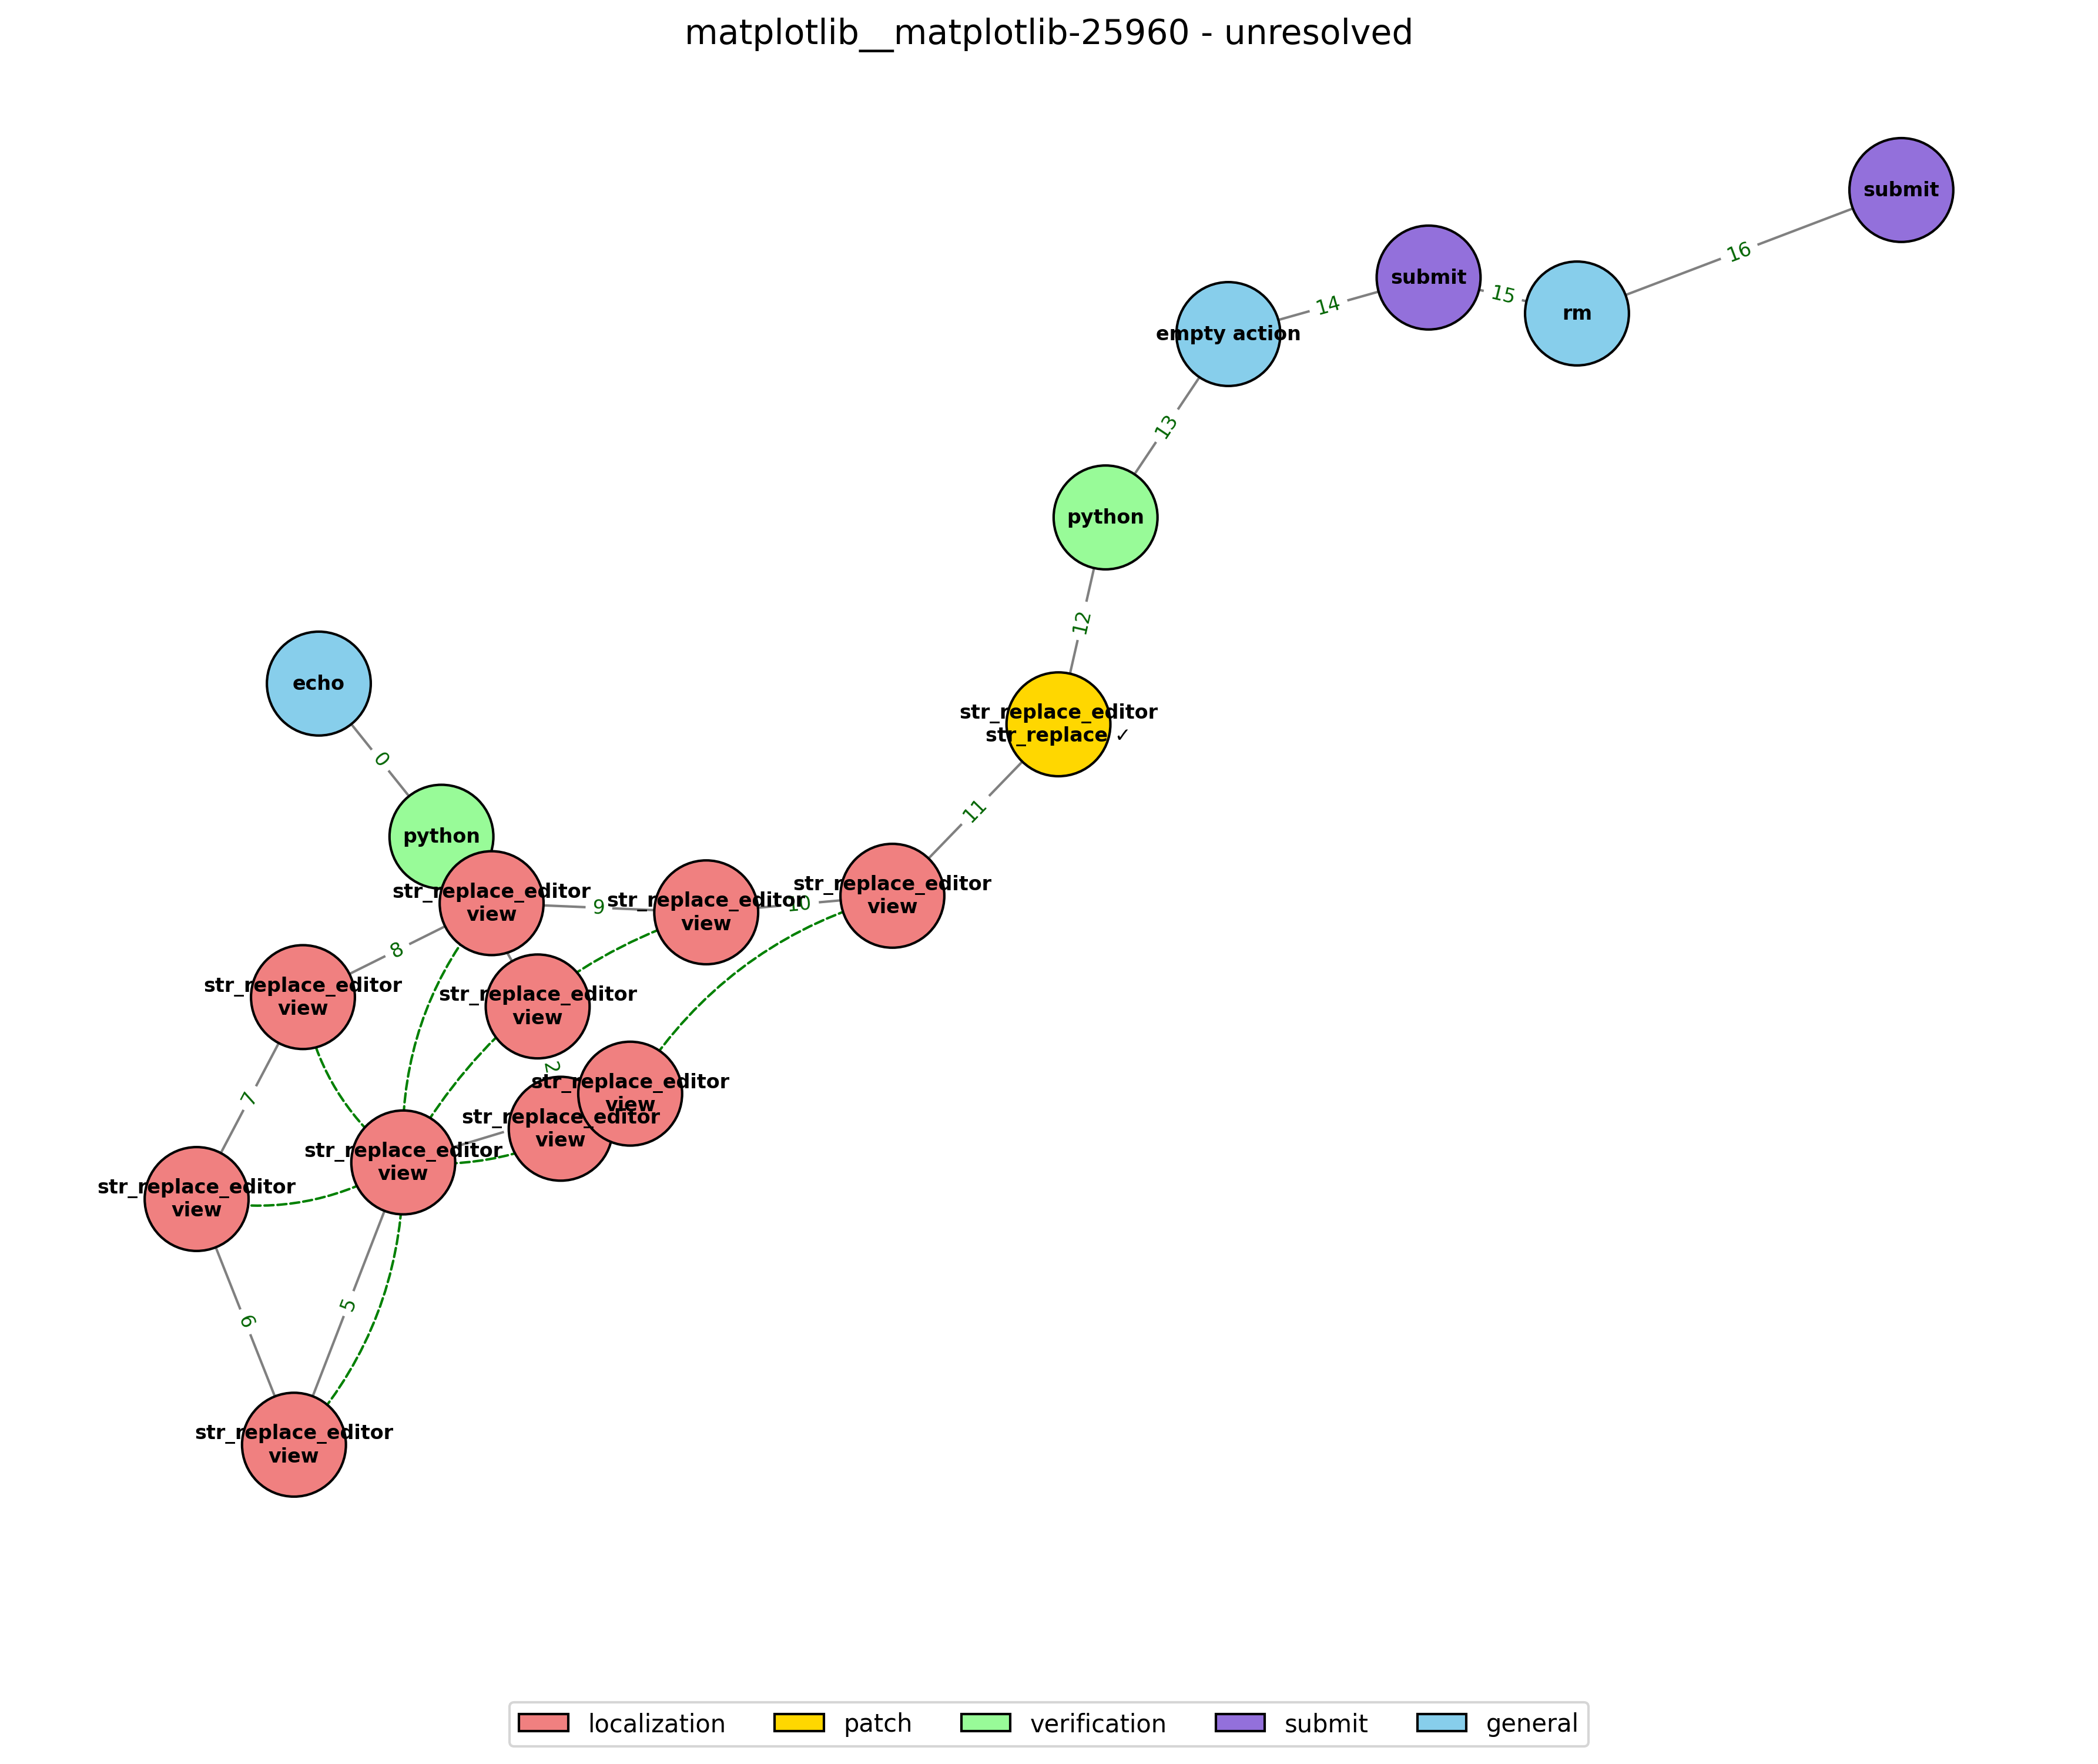 matplotlib__matplotlib-25960 - unresolved
submit
16
submit
15
rm
14
empty action
13
python
12
echo
0
str_replace_editor
str_replace ✓
11
python
str_replace_editor
view
9
str_replace_editor
view
10
str_replace_editor
view
8
str_replace_editor
view
str_replace_editor
view
2
str_replace_editor
view
str_replace_editor
view
7
str_replace_editor
view
str_replace_editor
view
5
6
str_replace_editor
view
localization
patch
verification
submit
general